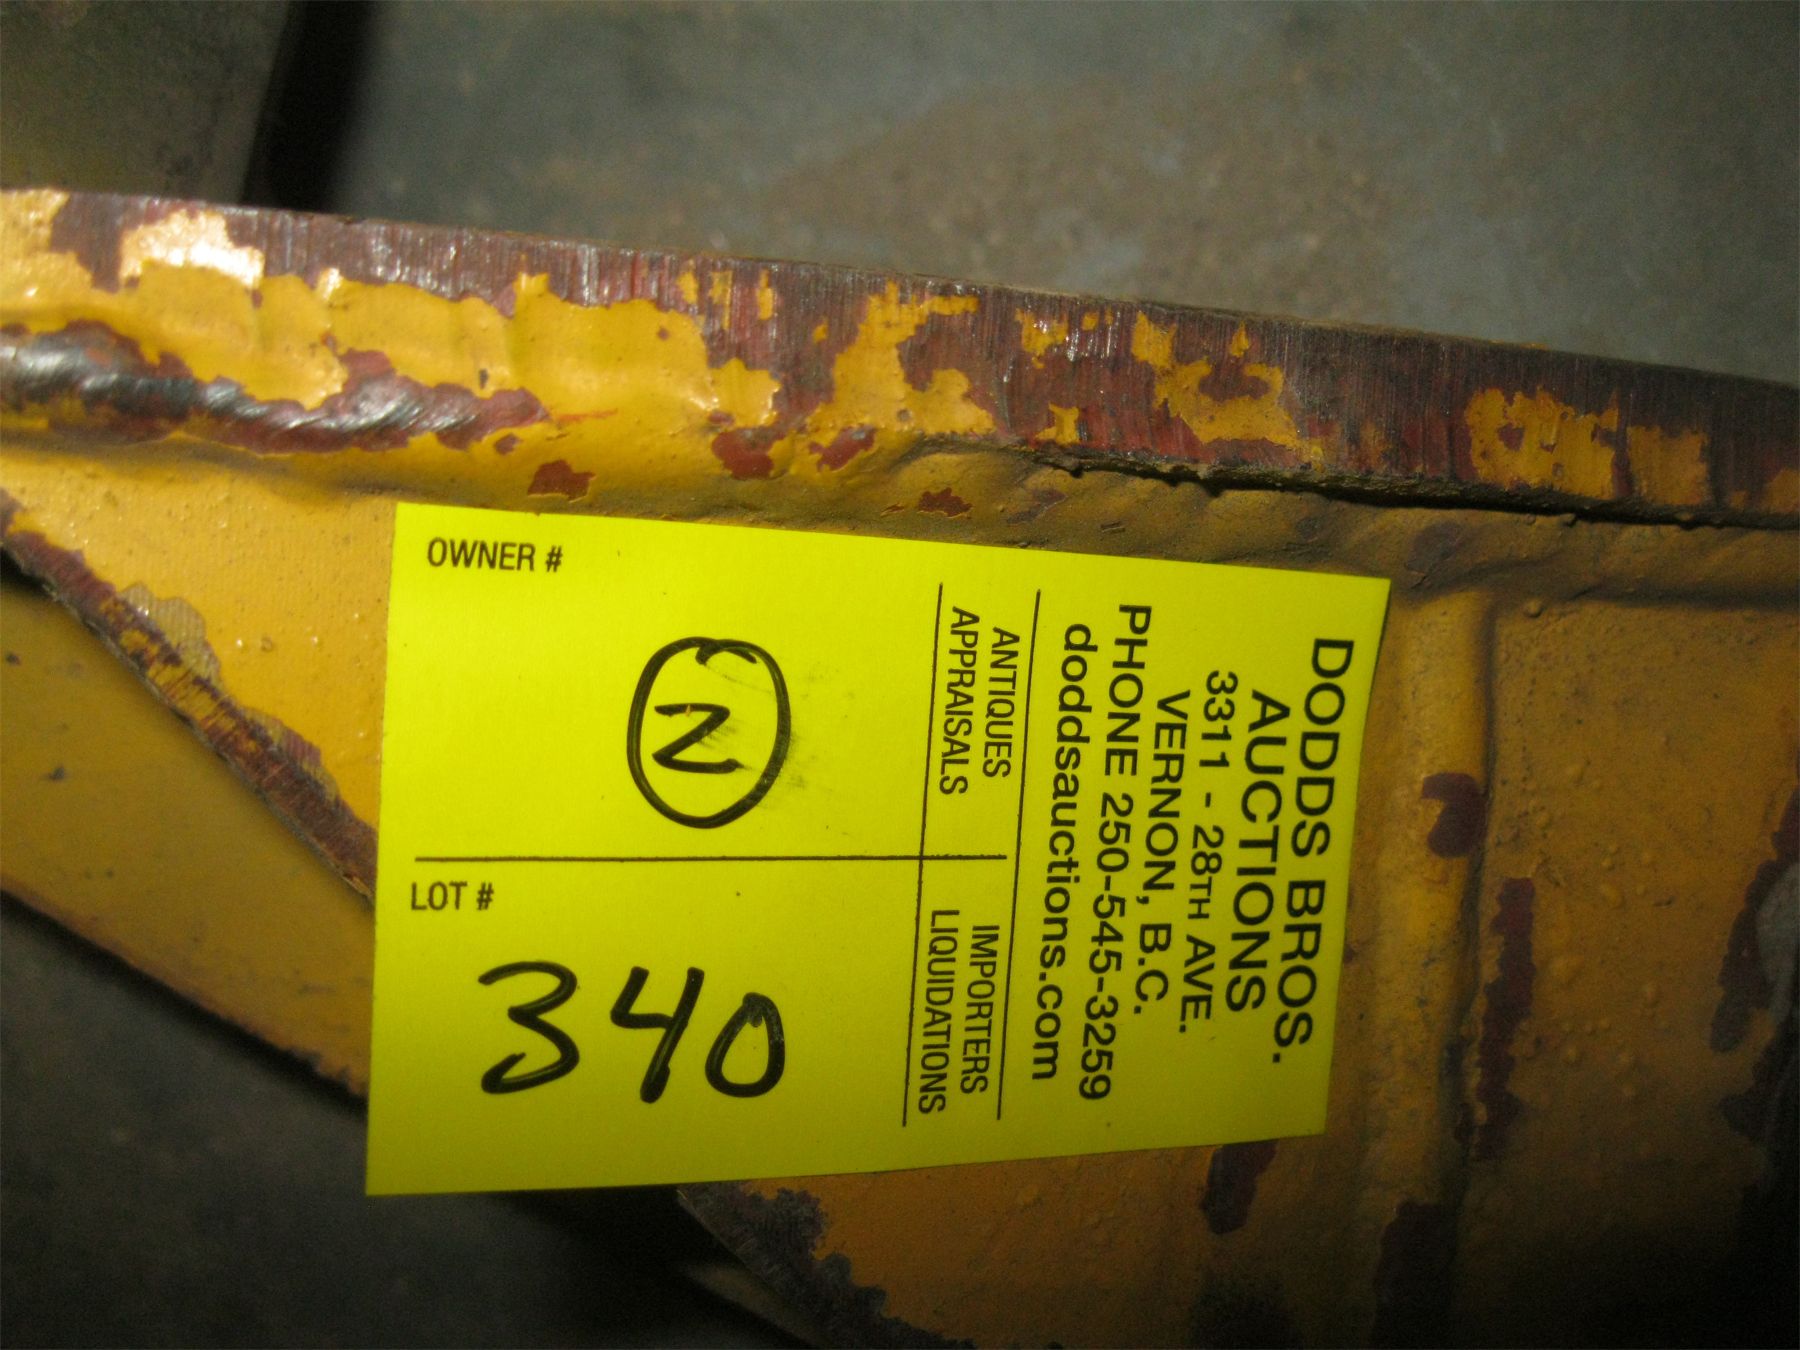 DODDS BROS.
AUCTIONS
3311 - 28TH AVE.
VERNON, B.C.
PHONE 250-545-3259
doddsauctions.com
ANTIQUES
APPRAISALS
IMPORTERS
LIQUIDATIONS
OWNER #
LOT #
340